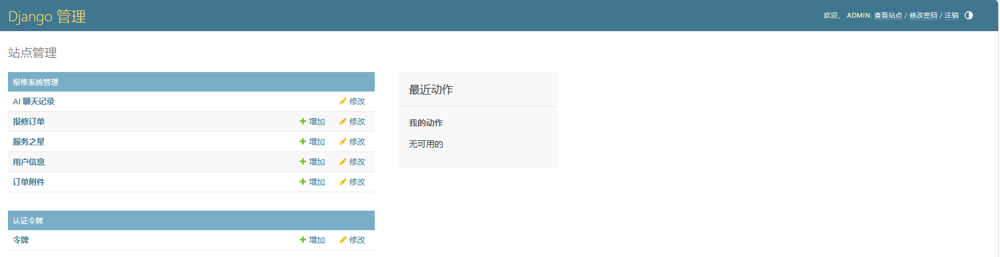 Django 管理
欢迎， ADMIN. 查看站点 / 修改密码 / 注销
站点管理
报修系统管理
AI 聊天记录 修改
报修订单 增加 修改
服务之星 增加 修改
用户信息 增加 修改
订单附件 增加 修改
认证令牌
令牌 增加 修改
最近动作
我的动作
无可用的